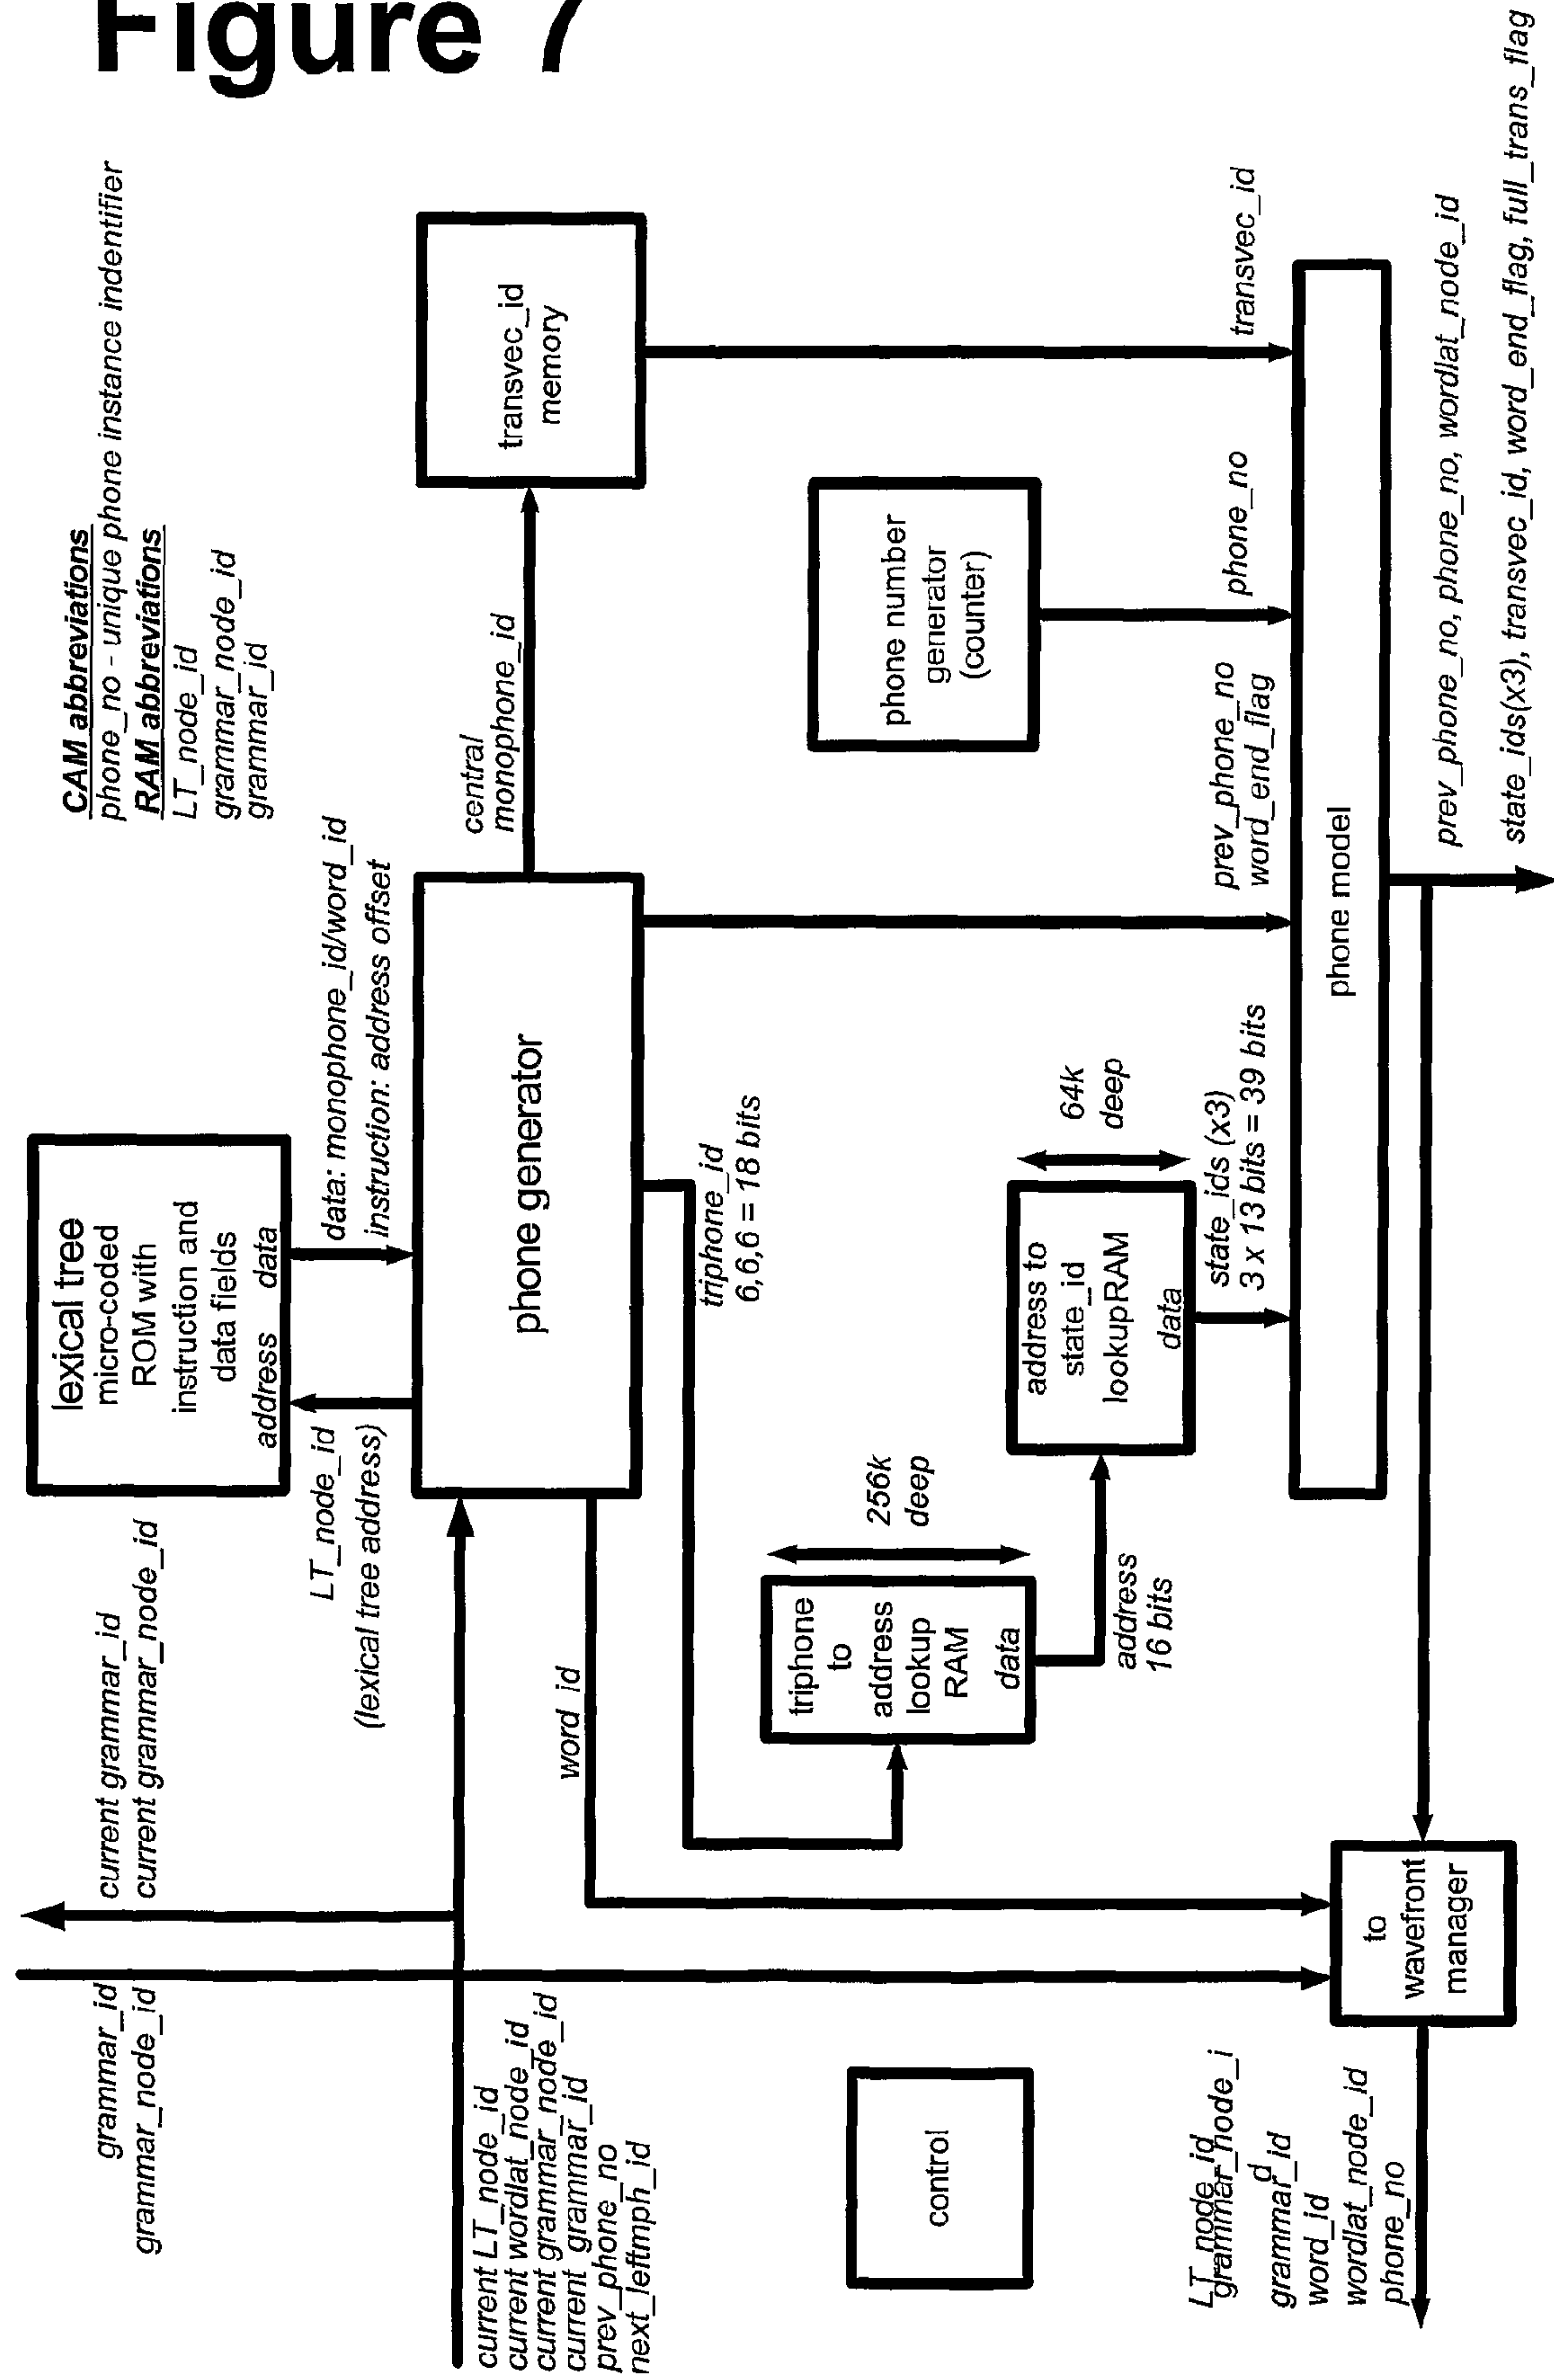 Figure 7
CAM abbreviations
phone_no - unique phone instance indentifier
RAM abbreviations
LT_node_id
grammar_node_id
grammar_id
grammar_id
grammar_node_id
current grammar_id
current grammar_node_id
lexical tree
micro-coded
ROM with
instruction and
data fields
address data
LT_node_id
(lexical tree address)
data: monophone_id/word_id
instruction: address offset
current LT_node_id
current wordlat_node_id
current grammar_node_id
current grammar_id
prev_phone_no
next_leftmph_id
phone generator
central
monophone_id
transvec_id
memory
word_id
triphone_id
6,6,6 = 18 bits
triphone
to
address
lookup
RAM
data
256k
deep
address
16 bits
address to
state_id
lookupRAM
data
64k
deep
state_ids (x3)
3 x 13 bits = 39 bits
phone number
generator
(counter)
prev_phone_no
word_end_flag
phone_no
transvec_id
phone model
control
to
wavefront
manager
LT_node_id
grammar_node_i
d
grammar_id
word_id
wordlat_node_id
phone_no
prev_phone_no, phone_no, wordlat_node_id
state_ids(x3), transvec_id, word_end_flag, full_trans_flag